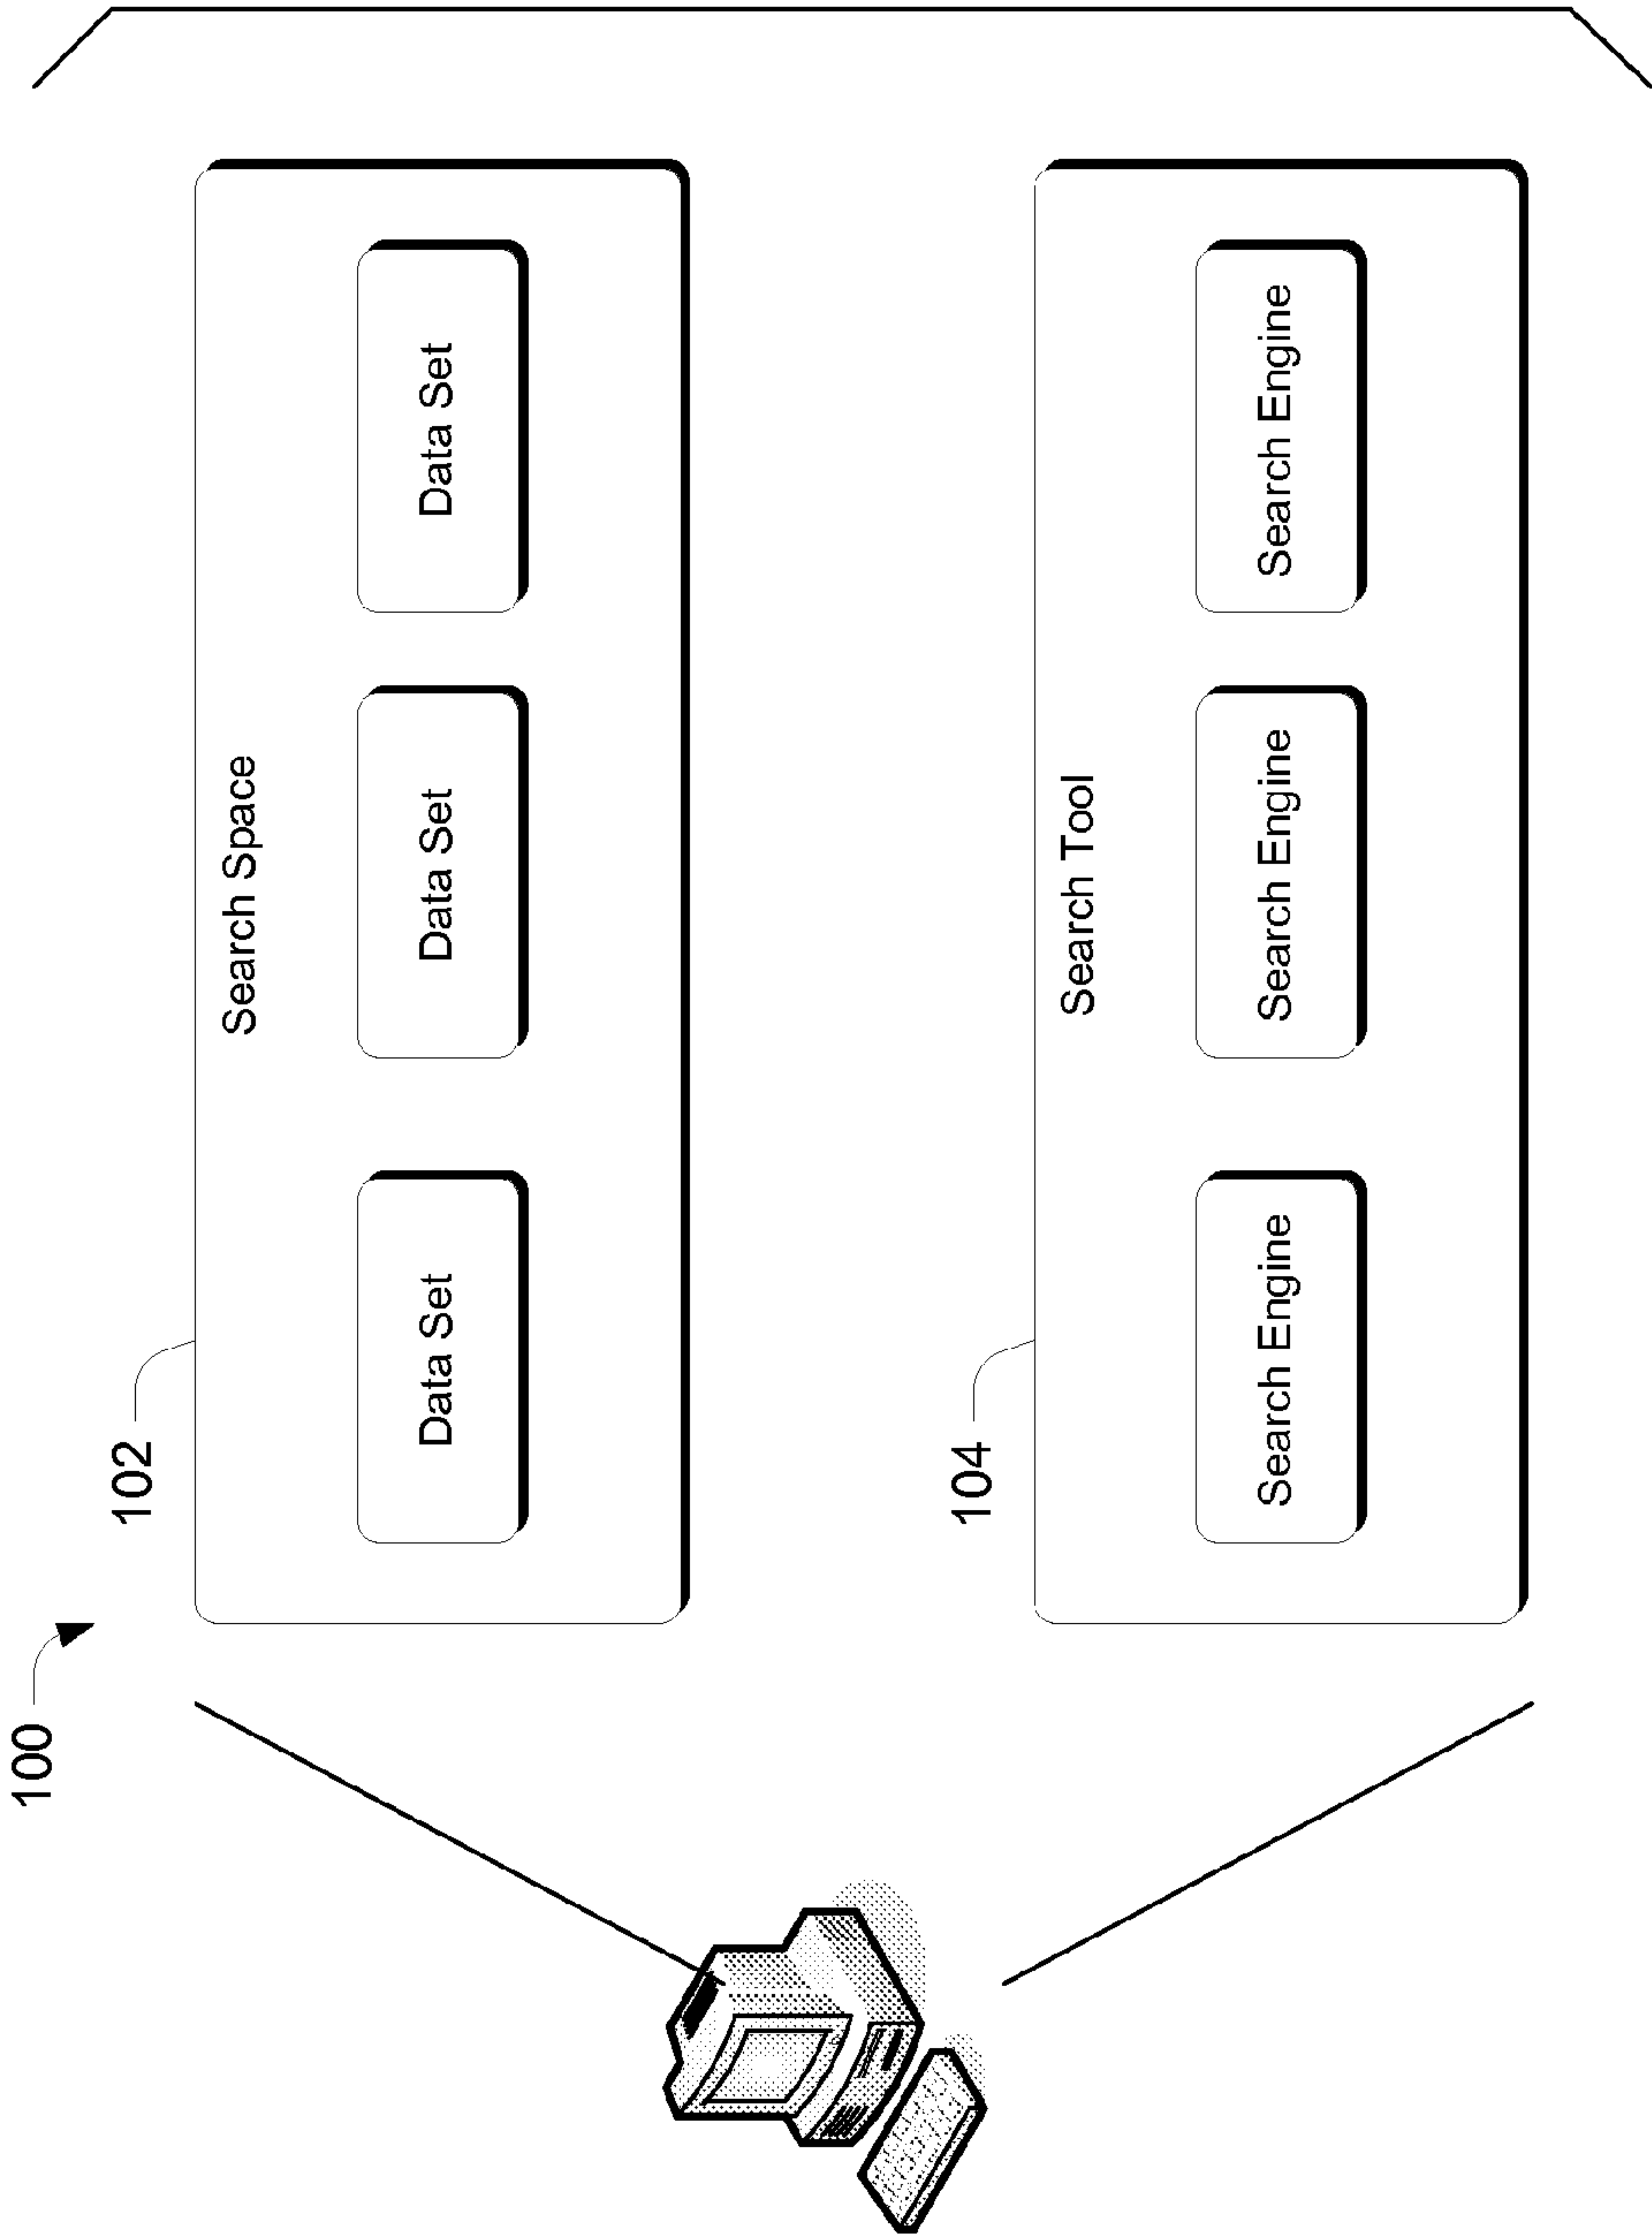 100
102
Search Space
Data Set
Data Set
Data Set
104
Search Tool
Search Engine
Search Engine
Search Engine